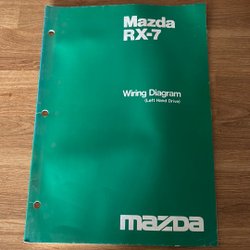 Mazda
RX-7
Wiring Diagram
(Left Hand Drive)
mazda